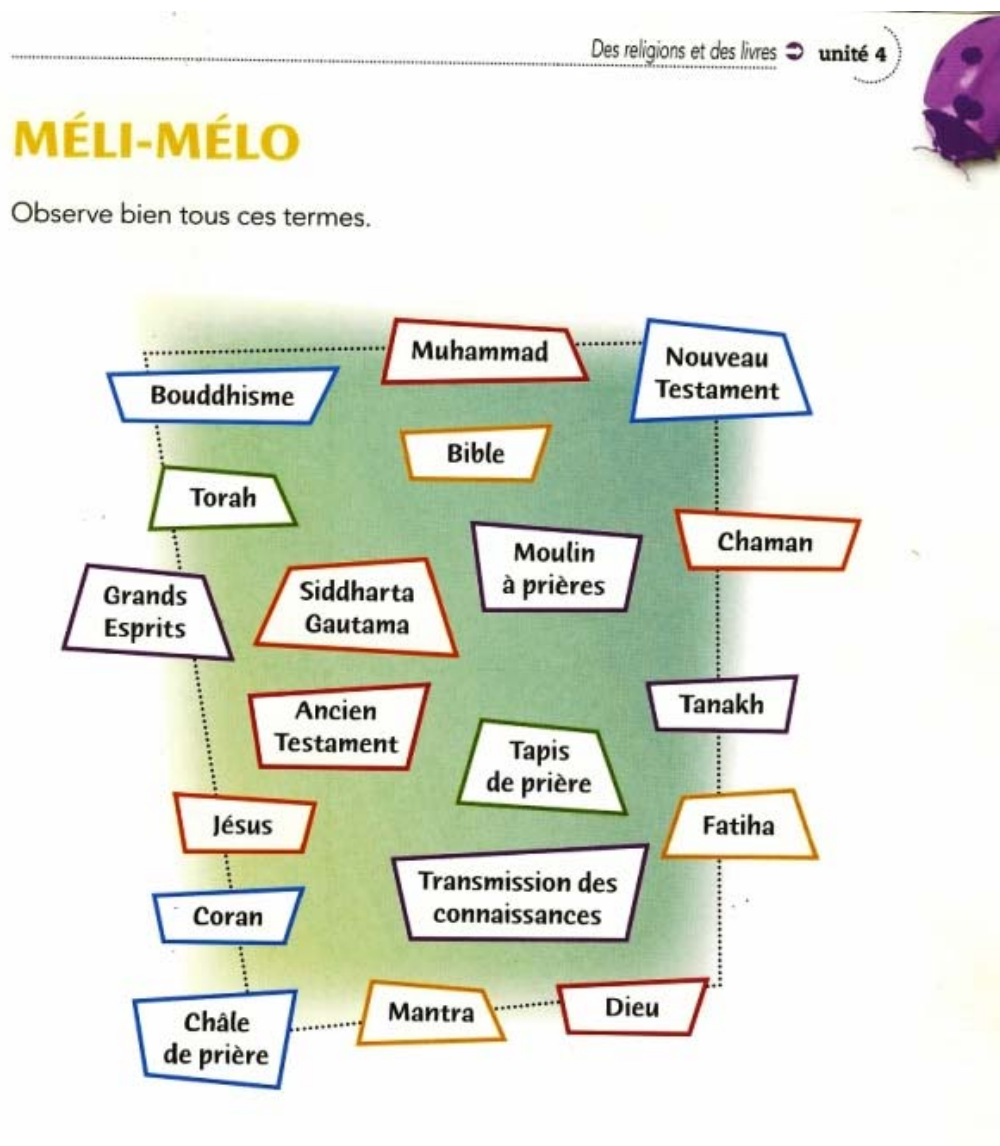 Des religions et des livres ➲ unité 4
MÉLI-MÉLO
Observe bien tous ces termes.
Muhammad
Nouveau
Testament
Bouddhisme
Bible
Torah
Chaman
Moulin
à prières
Grands
Esprits
Siddharta
Gautama
Tanakh
Ancien
Testament
Tapis
de prière
Jésus
Fatiha
Transmission des
connaissances
Coran
Mantra
Dieu
Châle
de prière